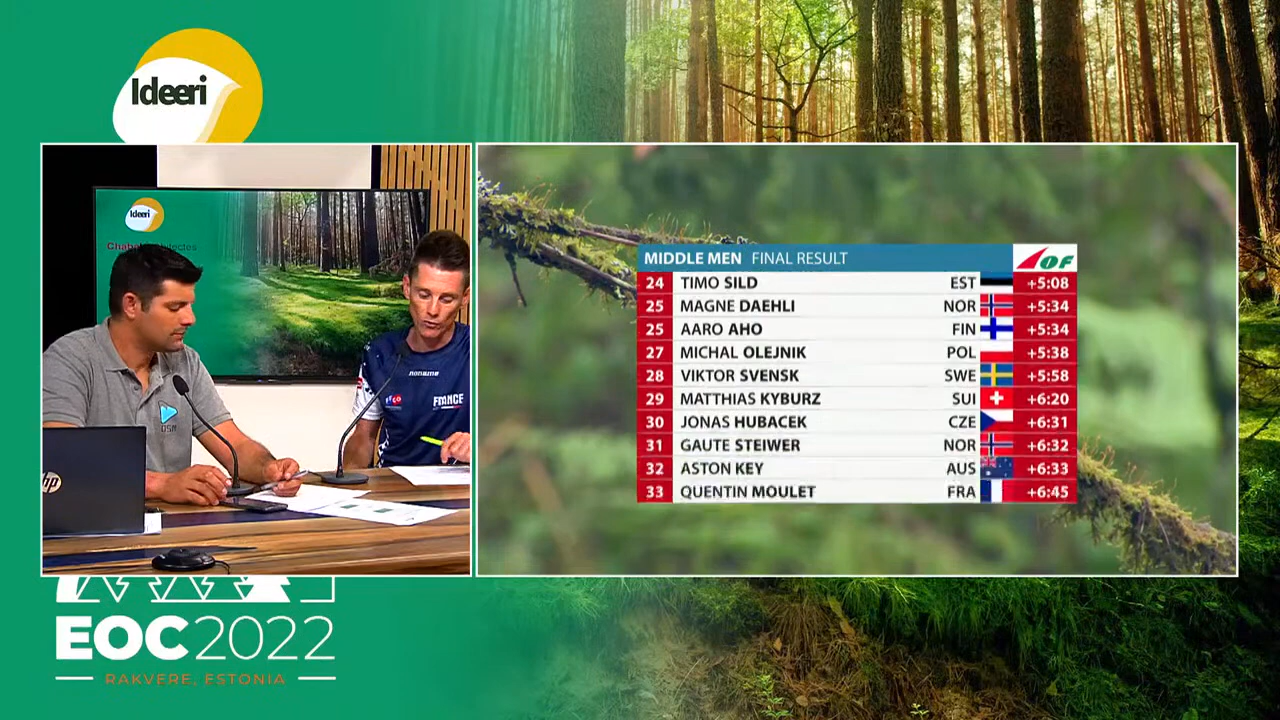 Ideeri
Ideeri
noname
FRANCE
hp
MIDDLE MEN FINAL RESULT
IOF
24 TIMO SILD EST +5:08
25 MAGNE DAEHLI NOR +5:34
25 AARO AHO FIN +5:34
27 MICHAL OLEJNIK POL +5:38
28 VIKTOR SVENSK SWE +5:58
29 MATTHIAS KYBURZ SUI +6:20
30 JONAS HUBACEK CZE +6:31
31 GAUTE STEIWER NOR +6:32
32 ASTON KEY AUS +6:33
33 QUENTIN MOULET FRA +6:45
EOC2022
RAKVERE, ESTONIA